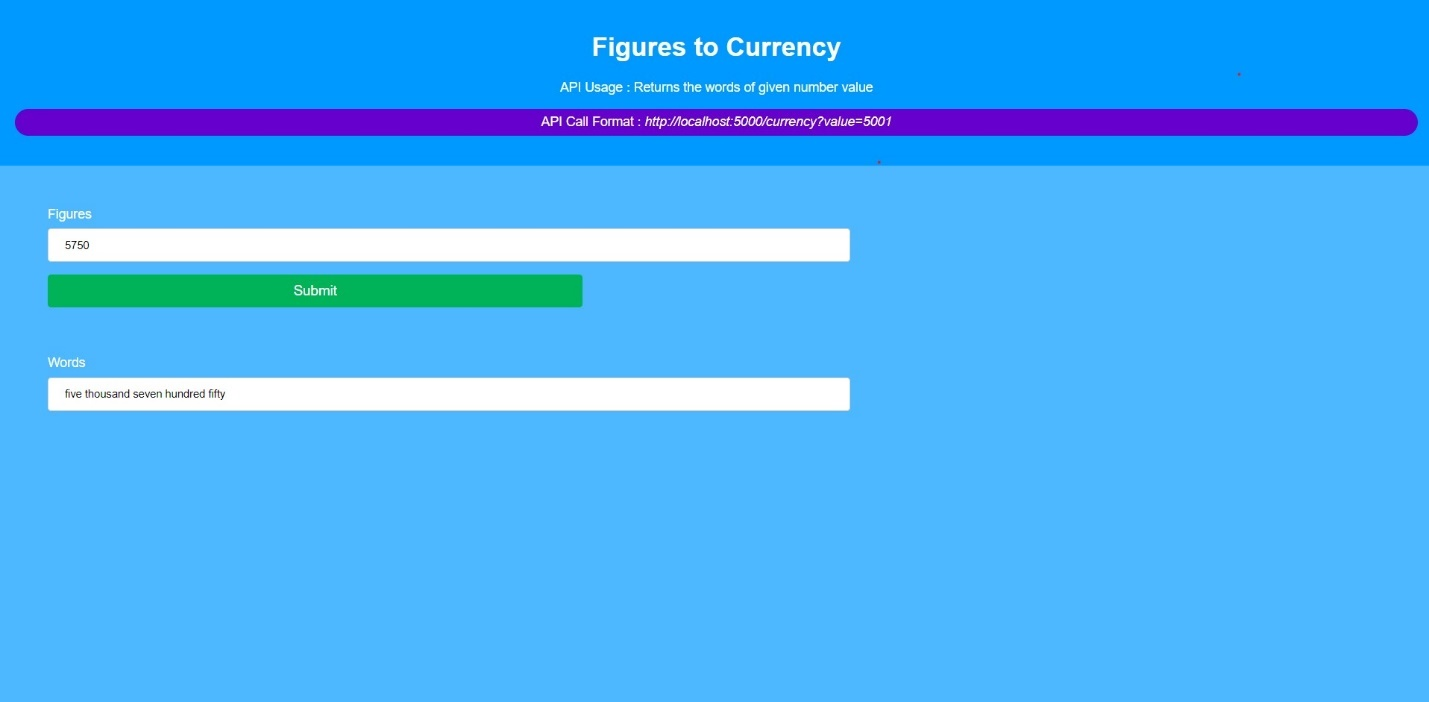 Figures to Currency
API Usage : Returns the words of given number value
API Call Format : http://localhost:5000/currency?value=5001
Figures
5750
Submit
Words
five thousand seven hundred fifty